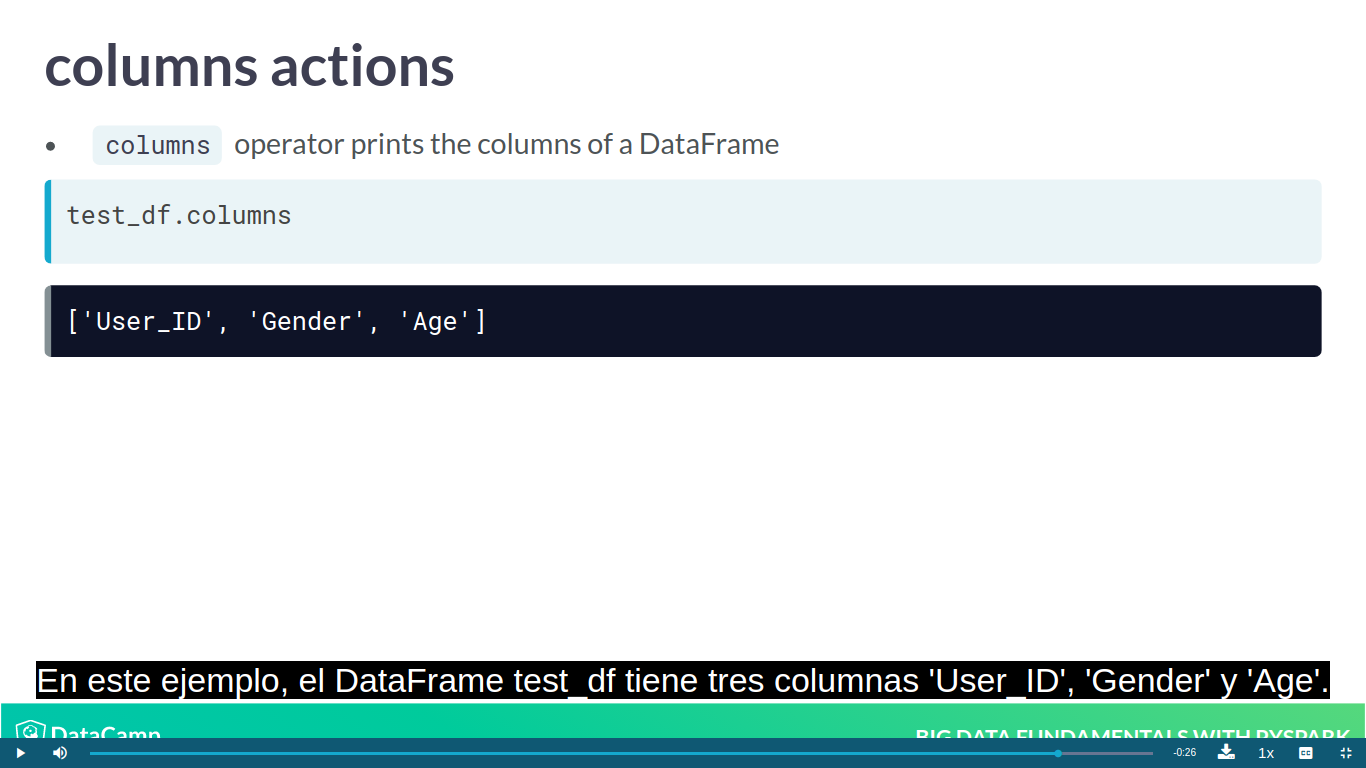 columns actions
• columns operator prints the columns of a DataFrame
test_df.columns
['User_ID', 'Gender', 'Age']
En este ejemplo, el DataFrame test_df tiene tres columnas 'User_ID', 'Gender' y 'Age'.
DataCamp
BIG DATA FUNDAMENTALS WITH PYSPARK
-0:26
1x
CC